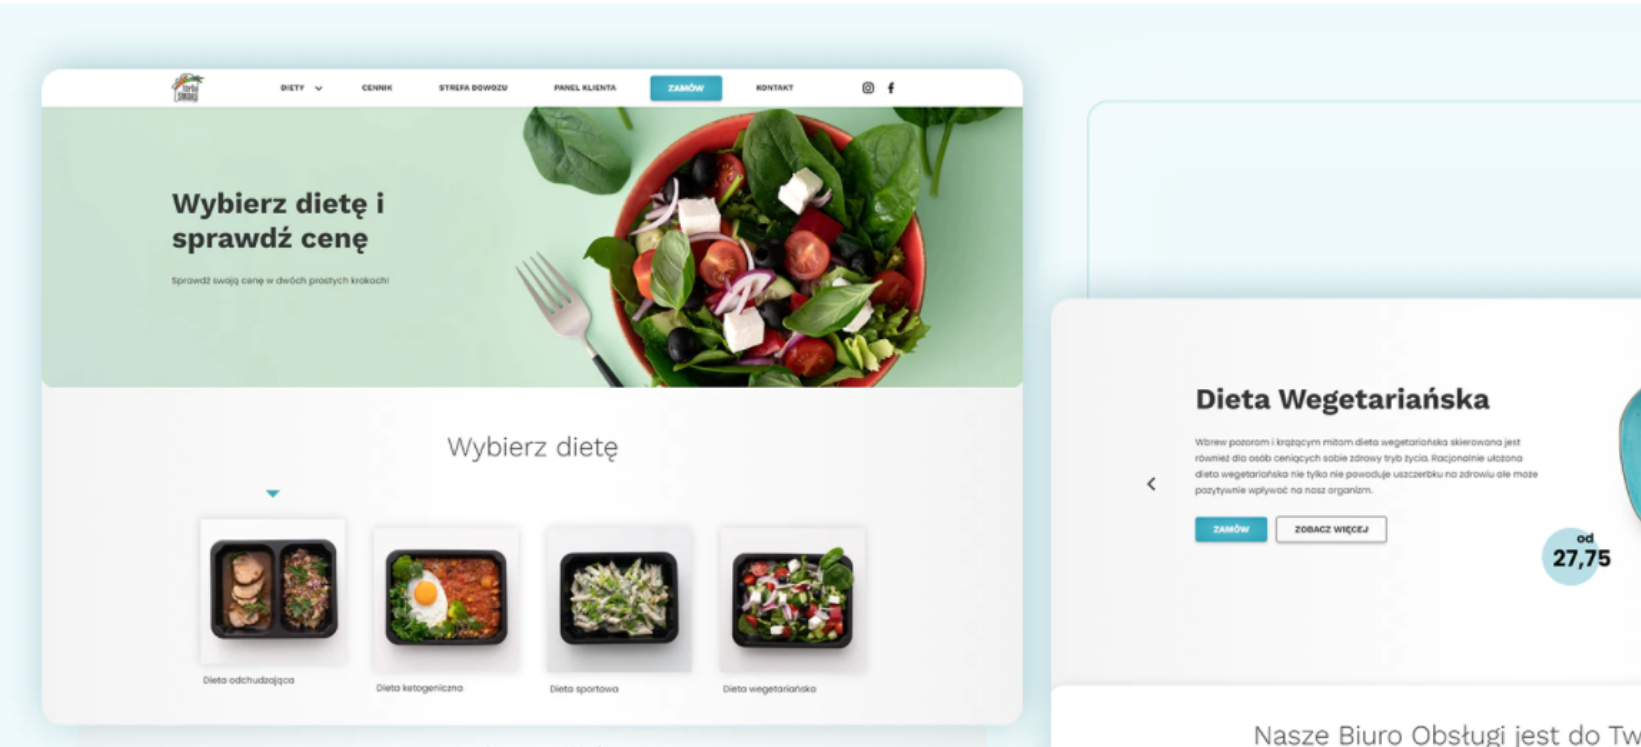 torba
SMAKU
DIETY
CENNIK
STREFA DOWOZU
PANEL KLIENTA
ZAMÓW
KONTAKT
Wybierz dietę i
sprawdź cenę
Sprawdź swoją cenę w dwóch prostych krokach!
Wybierz dietę
Dieta odchudzająca
Dieta ketogeniczna
Dieta sportowa
Dieta wegetariańska
Dieta Wegetariańska
Wbrew pozorom i krążącym mitom dieta wegetariańska skierowana jest
również dla osób ceniących sobie zdrowy tryb życia. Racjonalnie ułożona
dieta wegetariańska nie tylko nie powoduje uszczerbku na zdrowiu ale może
pozytywnie wpływać na nasz organizm.
ZAMÓW
ZOBACZ WIĘCEJ
od
27,75
Nasze Biuro Obsługi jest do Tw